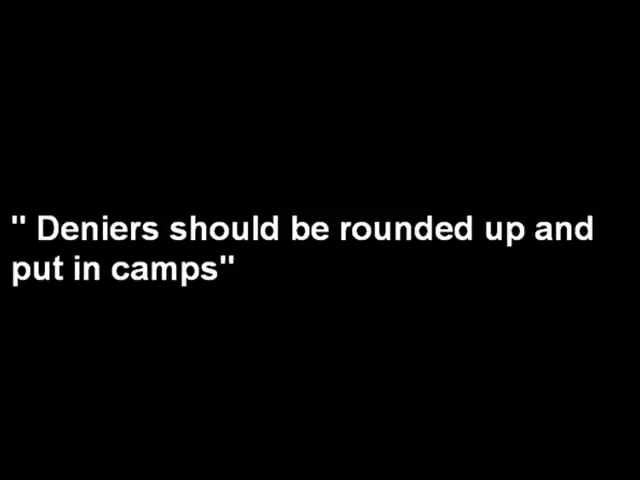 " Deniers should be rounded up and
put in camps"